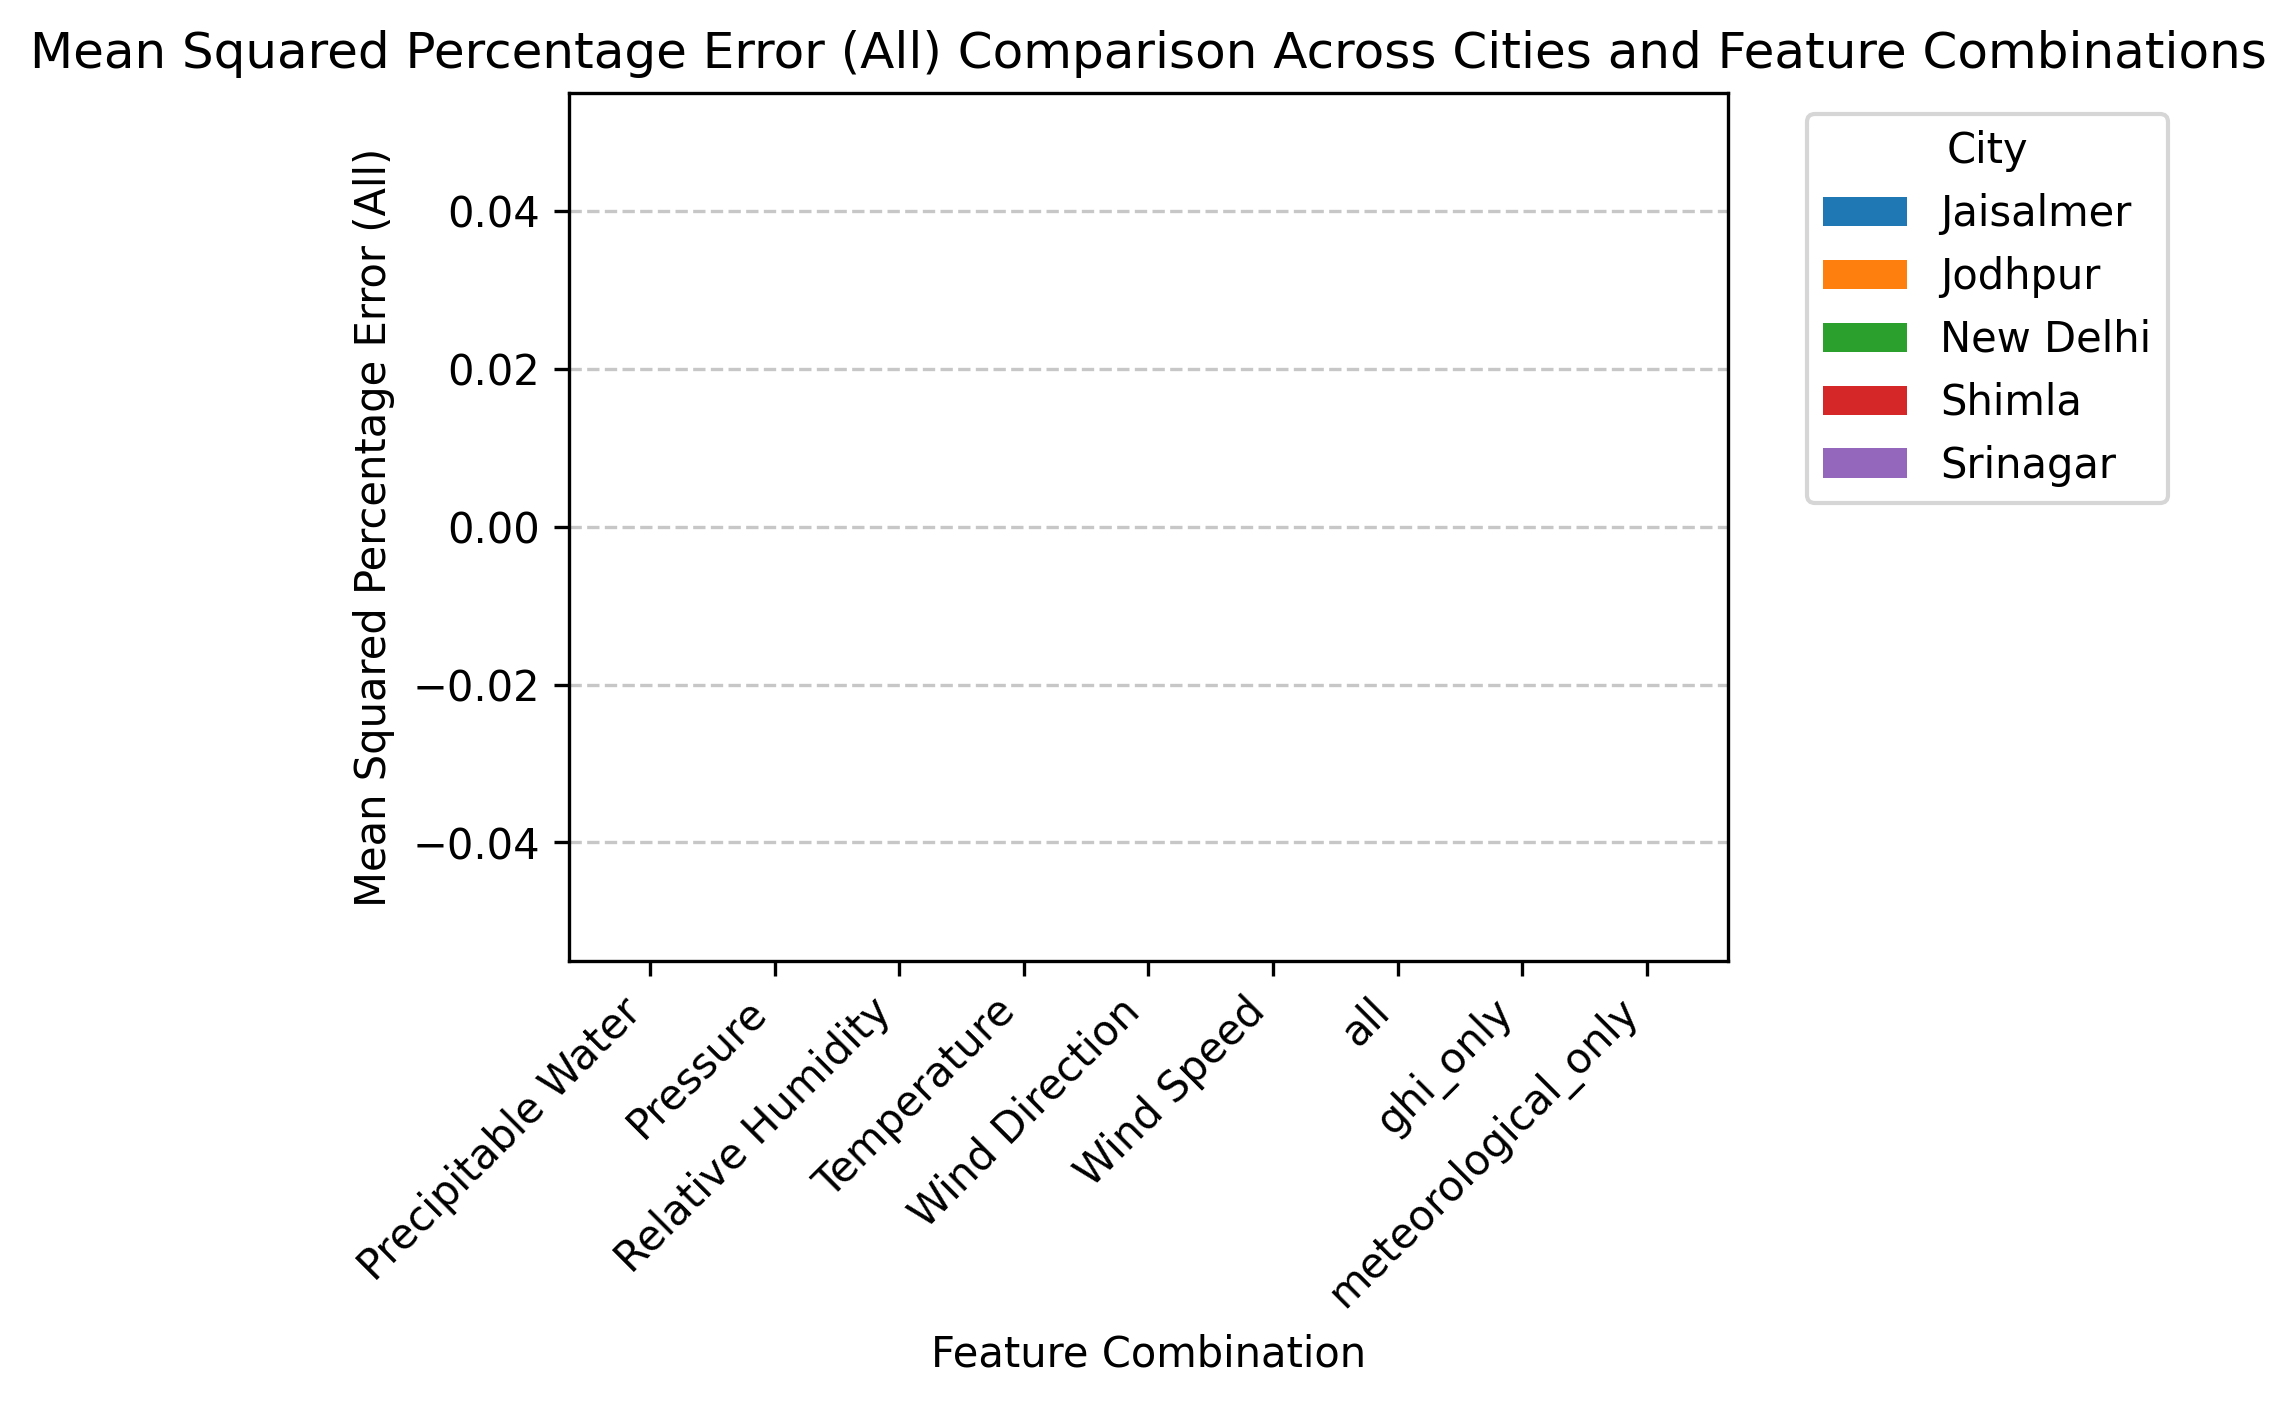 Mean Squared Percentage Error (All) Comparison Across Cities and Feature Combinations
Mean Squared Percentage Error (All)
0.04
0.02
0.00
−0.02
−0.04
Precipitable Water
Pressure
Relative Humidity
Temperature
Wind Direction
Wind Speed
all
ghi_only
meteorological_only
Feature Combination
City
Jaisalmer
Jodhpur
New Delhi
Shimla
Srinagar